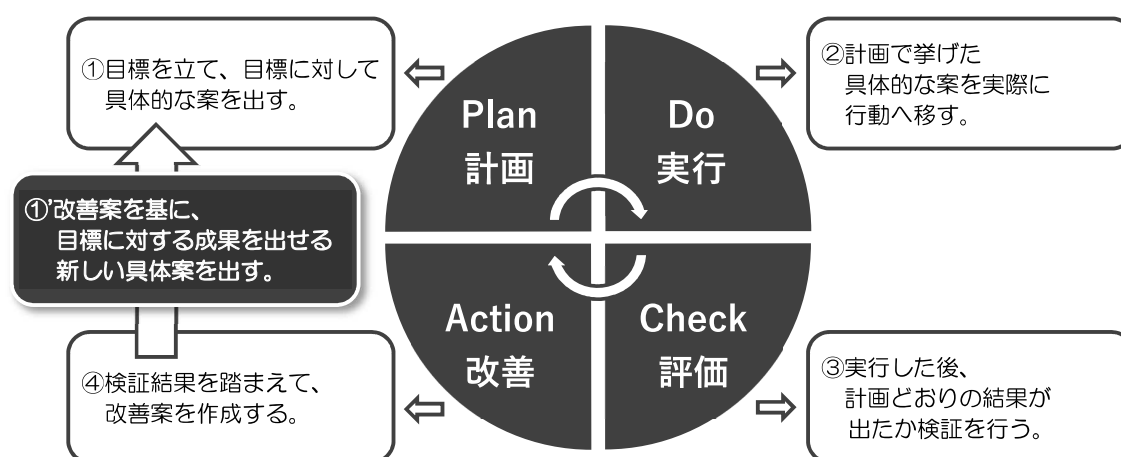 ①目標を立て、目標に対して
具体的な案を出す。
Plan
計画
Do
実行
②計画で挙げた
具体的な案を実際に
行動へ移す。
①’改善案を基に、
目標に対する成果を出せる
新しい具体案を出す。
④検証結果を踏まえて、
改善案を作成する。
Action
改善
Check
評価
③実行した後、
計画どおりの結果が
出たか検証を行う。